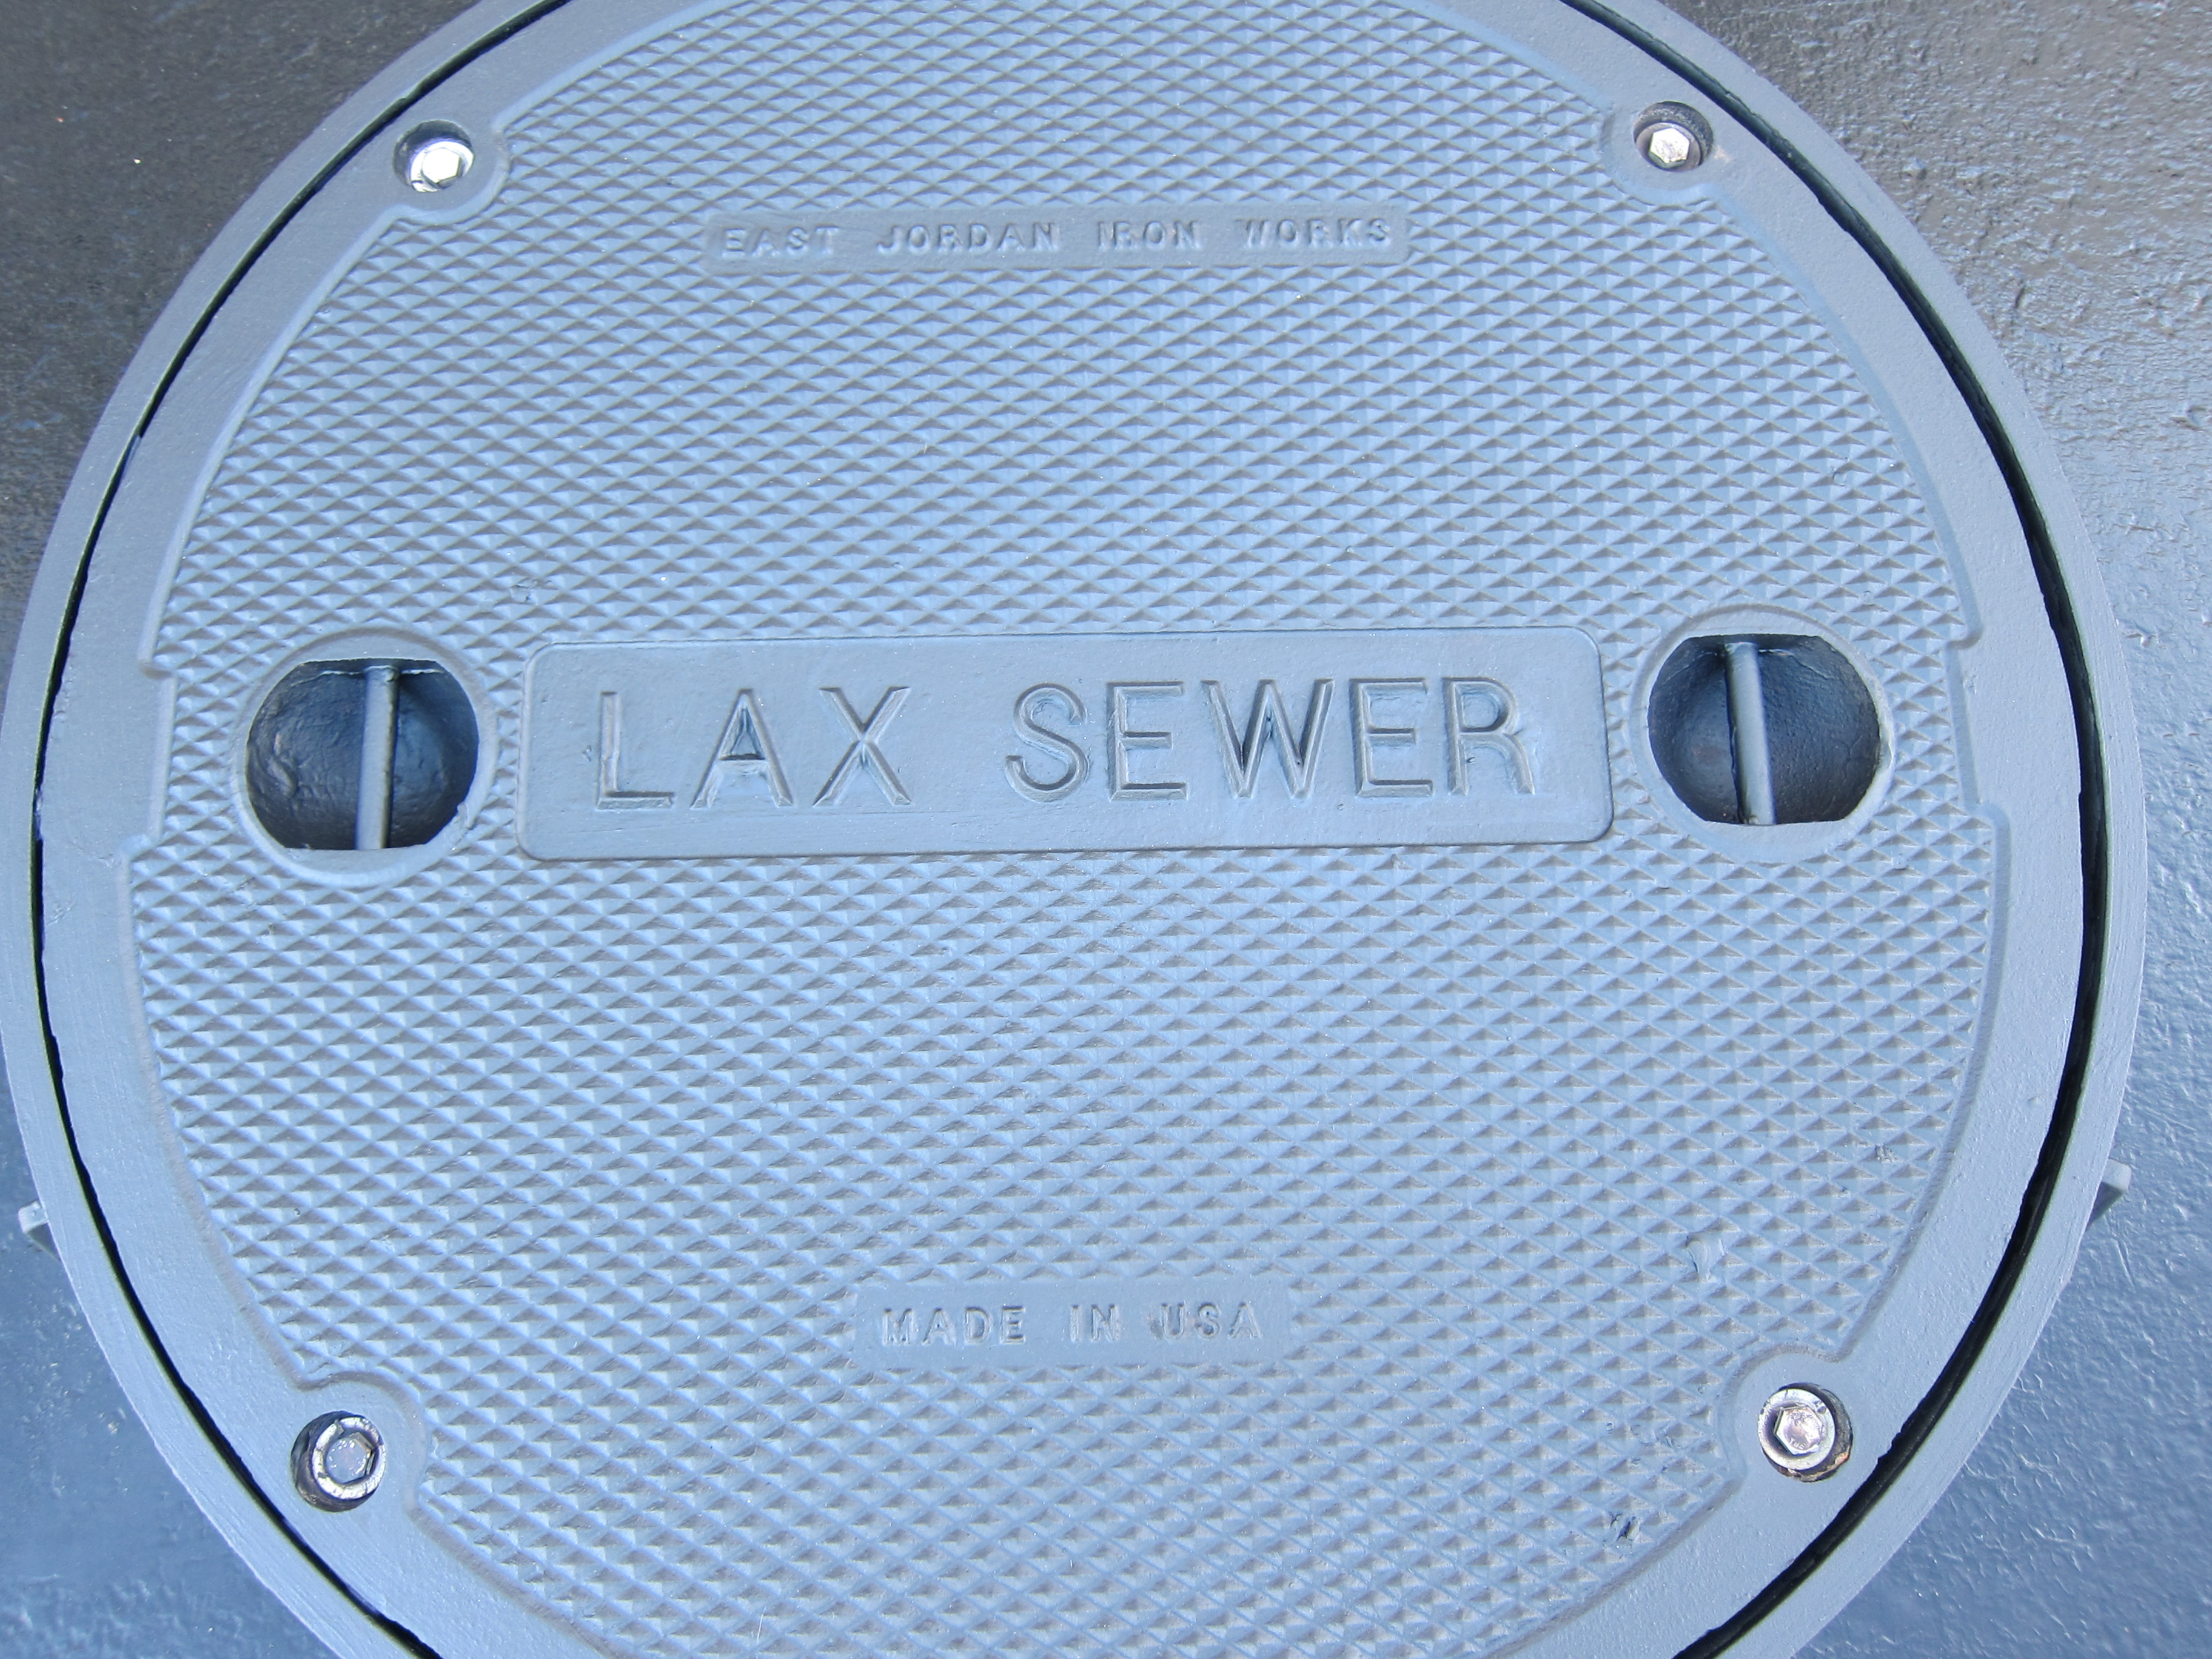 EAST JORDAN IRON WORKS
LAX SEWER
MADE IN USA